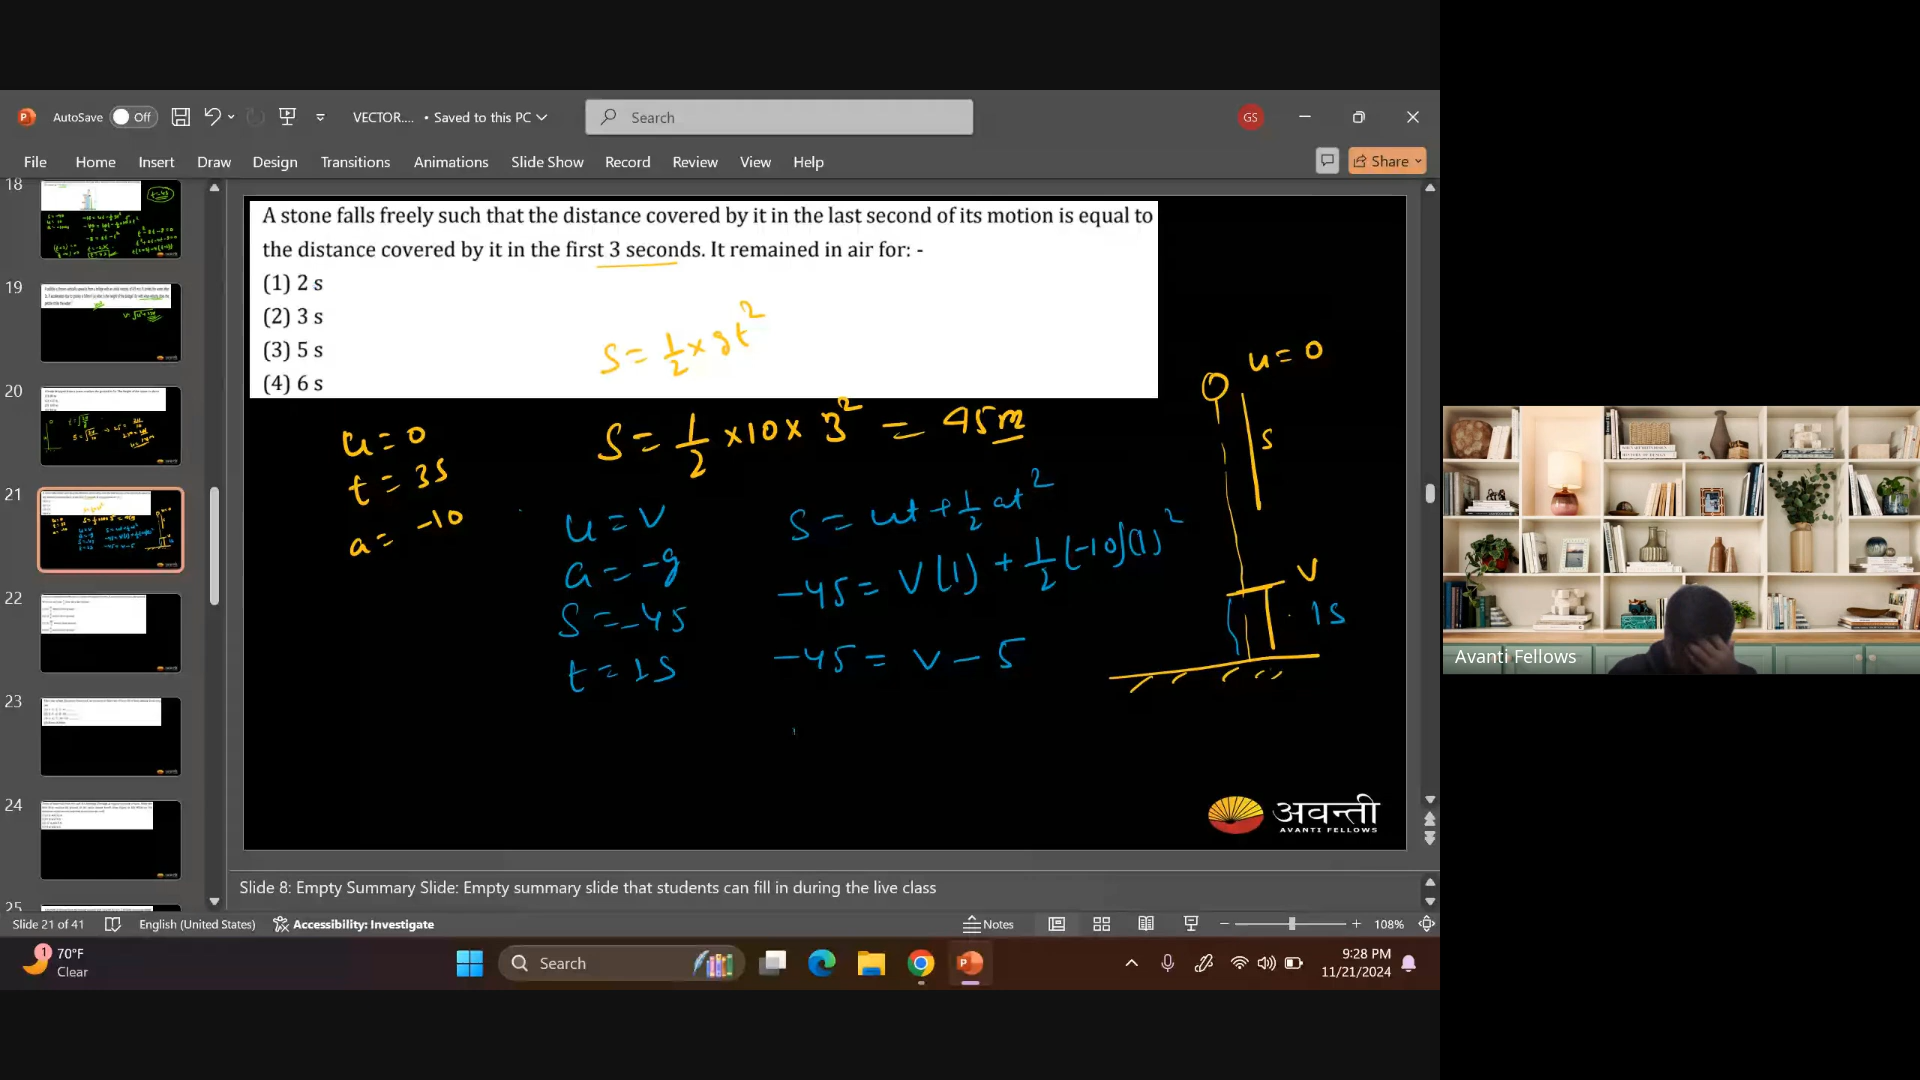 AutoSave Off VECTOR.... • Saved to this PC Search GS
File Home Insert Draw Design Transitions Animations Slide Show Record Review View Help Share
18
19
20
21
22
23
24
25
A stone falls freely such that the distance covered by it in the last second of its motion is equal to
the distance covered by it in the first 3 seconds. It remained in air for: -
(1) 2 s
(2) 3 s
(3) 5 s
(4) 6 s
S = 1/2 × gt²
u = 0
t = 3s
a = -10
S = 1/2 × 10 × 3² = 45m
u = v
a = -g
S = -45
t = 1s
S = ut + 1/2 at²
-45 = v(1) + 1/2 (-10)(1)²
-45 = v - 5
u = 0
S
v
1s
अवन्ती
AVANTI FELLOWS
Avanti Fellows
Slide 8: Empty Summary Slide: Empty summary slide that students can fill in during the live class
Slide 21 of 41 English (United States) Accessibility: Investigate Notes 108%
1 70°F
Clear
Search
9:28 PM
11/21/2024